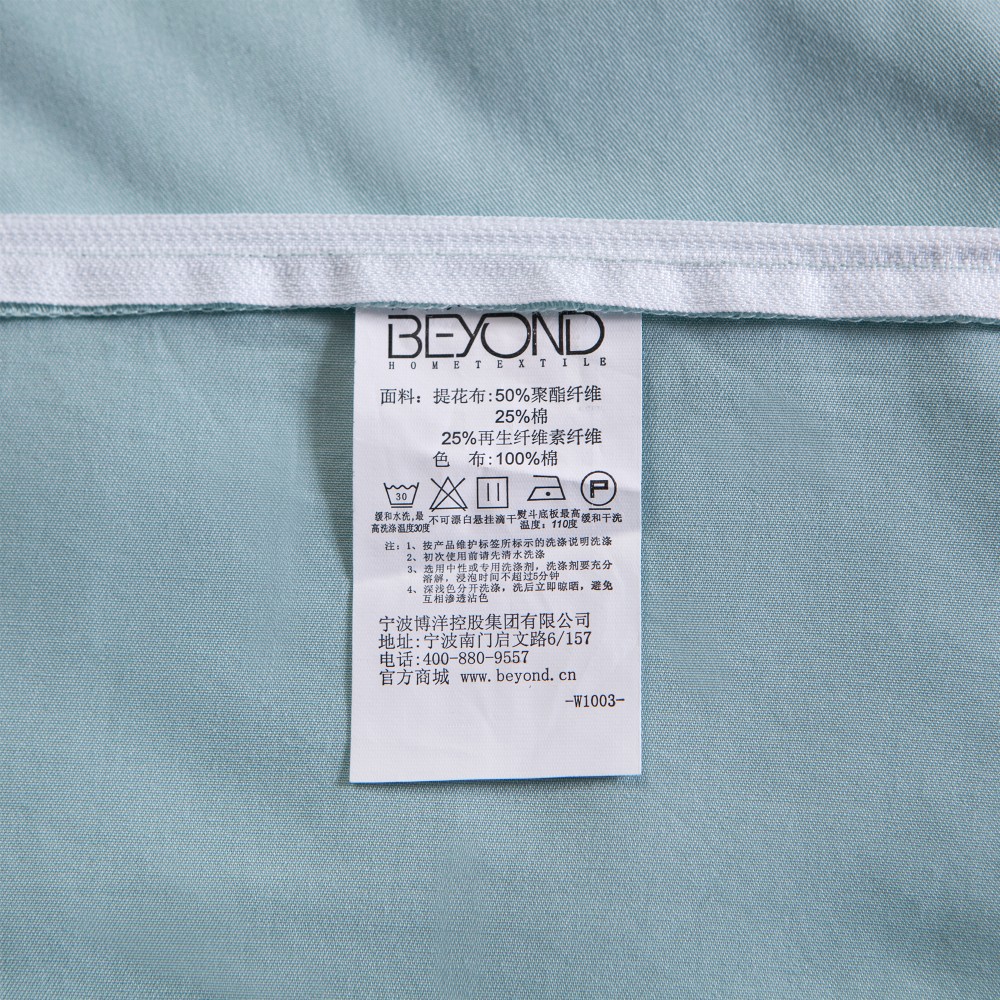 BEYOND
HOMETEXTILE
面料：提花布:50%聚酯纤维
25%棉
25%再生纤维素纤维
色 布:100%棉
30 P
缓和水洗,最高洗涤温度30度 不可漂白 悬挂滴干 熨斗底板最高温度：110度 缓和干洗
注：1、按产品维护标签所标示的洗涤说明洗涤
2、初次使用前请先清水洗涤
3、选用中性或专用洗涤剂，洗涤剂要充分
溶解，浸泡时间不超过5分钟
4、深浅色分开洗涤，洗后立即晾晒，避免
互相渗透沾色
宁波博洋控股集团有限公司
地址:宁波南门启文路6/157
电话:400-880-9557
官方商城 www.beyond.cn
-W1003-